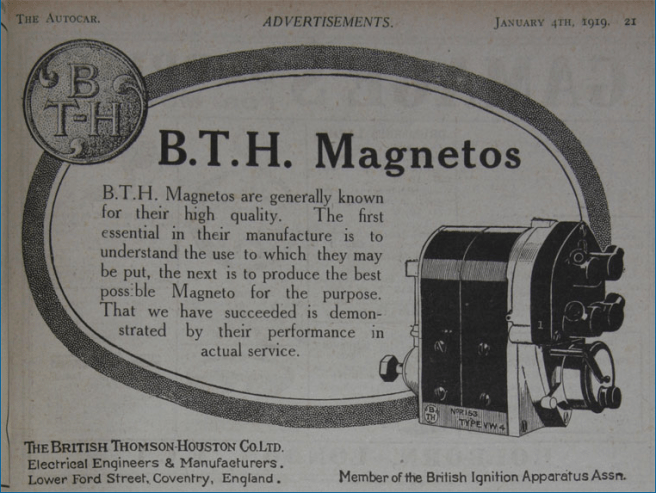 THE AUTOCAR. ADVERTISEMENTS. JANUARY 4TH, 1919. 21
B
T-H
B.T.H. Magnetos
B.T.H. Magnetos are generally known
for their high quality. The first
essential in their manufacture is to
understand the use to which they may
be put, the next is to produce the best
poss:ble Magneto for the purpose.
That we have succeeded is demon-
strated by their performance in
actual service.
1
B
TH
TYPE VW.4
THE BRITISH THOMSON-HOUSTON CO.LTD.
Electrical Engineers & Manufacturers.
Lower Ford Street, Coventry, England.
Member of the British Ignition Apparatus Assn.